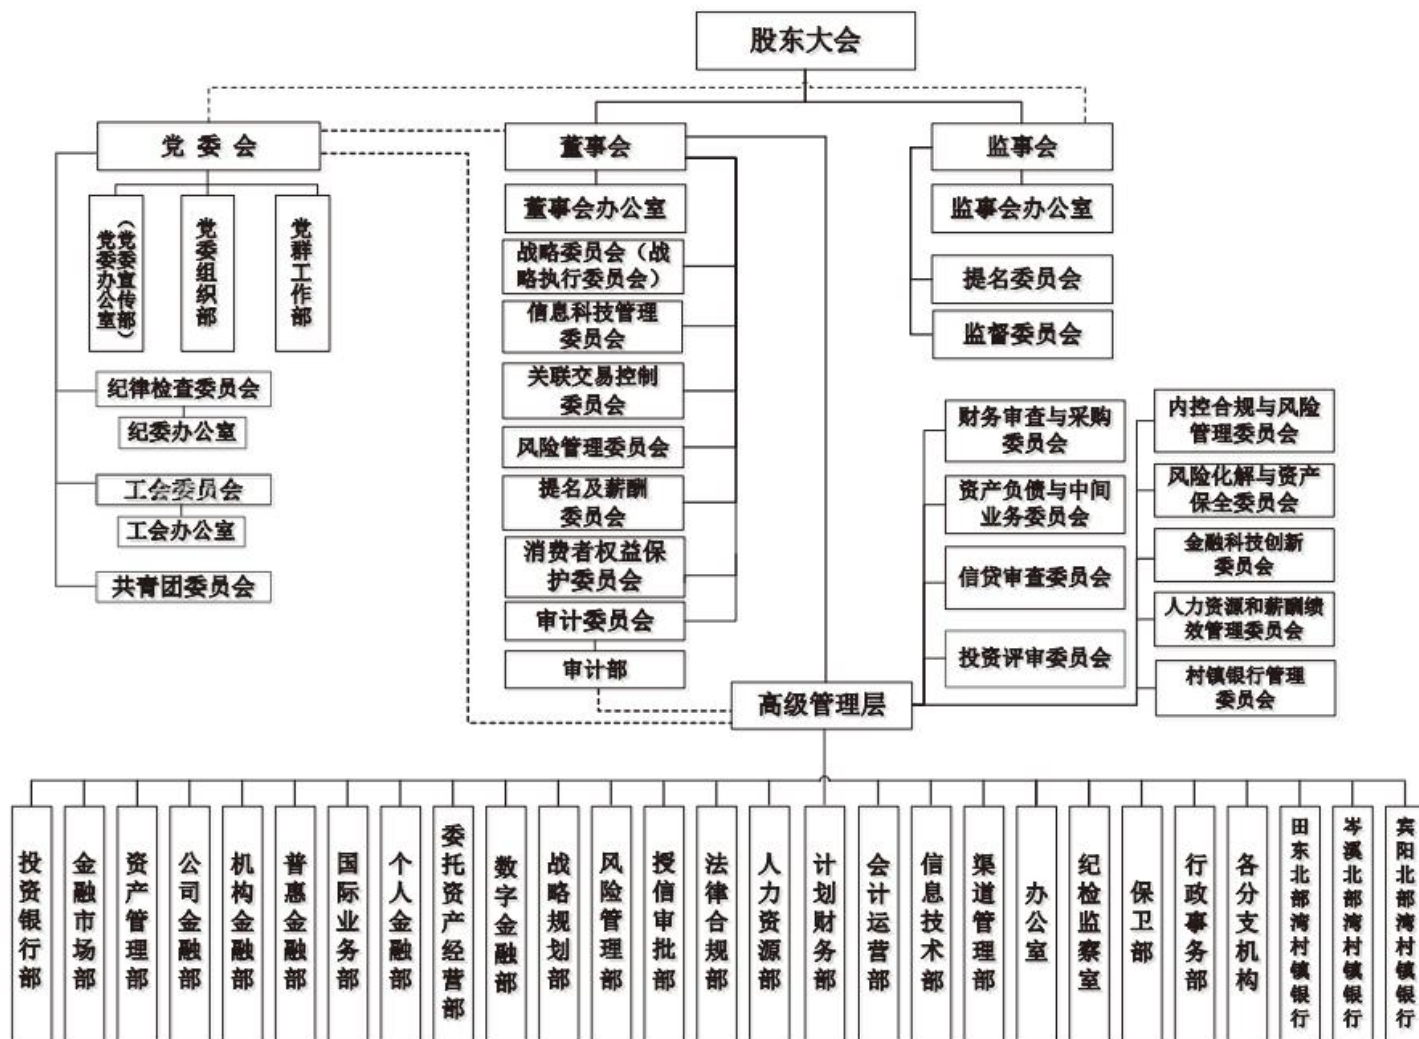 股东大会
党 委 会
董事会
监事会
党委办公室
（党委宣传部）
党委组织部
党群工作部
纪律检查委员会
纪委办公室
工会委员会
工会办公室
共青团委员会
董事会办公室
战略委员会（战
略执行委员会）
信息科技管理
委员会
关联交易控制
委员会
风险管理委员会
提名及薪酬
委员会
消费者权益保
护委员会
审计委员会
审计部
监事会办公室
提名委员会
监督委员会
财务审查与采购
委员会
资产负债与中间
业务委员会
信贷审查委员会
投资评审委员会
内控合规与风险
管理委员会
风险化解与资产
保全委员会
金融科技创新
委员会
人力资源和薪酬绩
效管理委员会
村镇银行管理
委员会
高级管理层
投资银行部
金融市场部
资产管理部
公司金融部
机构金融部
普惠金融部
国际业务部
个人金融部
委托资产经营部
数字金融部
战略规划部
风险管理部
授信审批部
法律合规部
人力资源部
计划财务部
会计运营部
信息技术部
渠道管理部
办公室
纪检监察室
保卫部
行政事务部
各分支机构
田东北部湾村镇银行
岑溪北部湾村镇银行
宾阳北部湾村镇银行